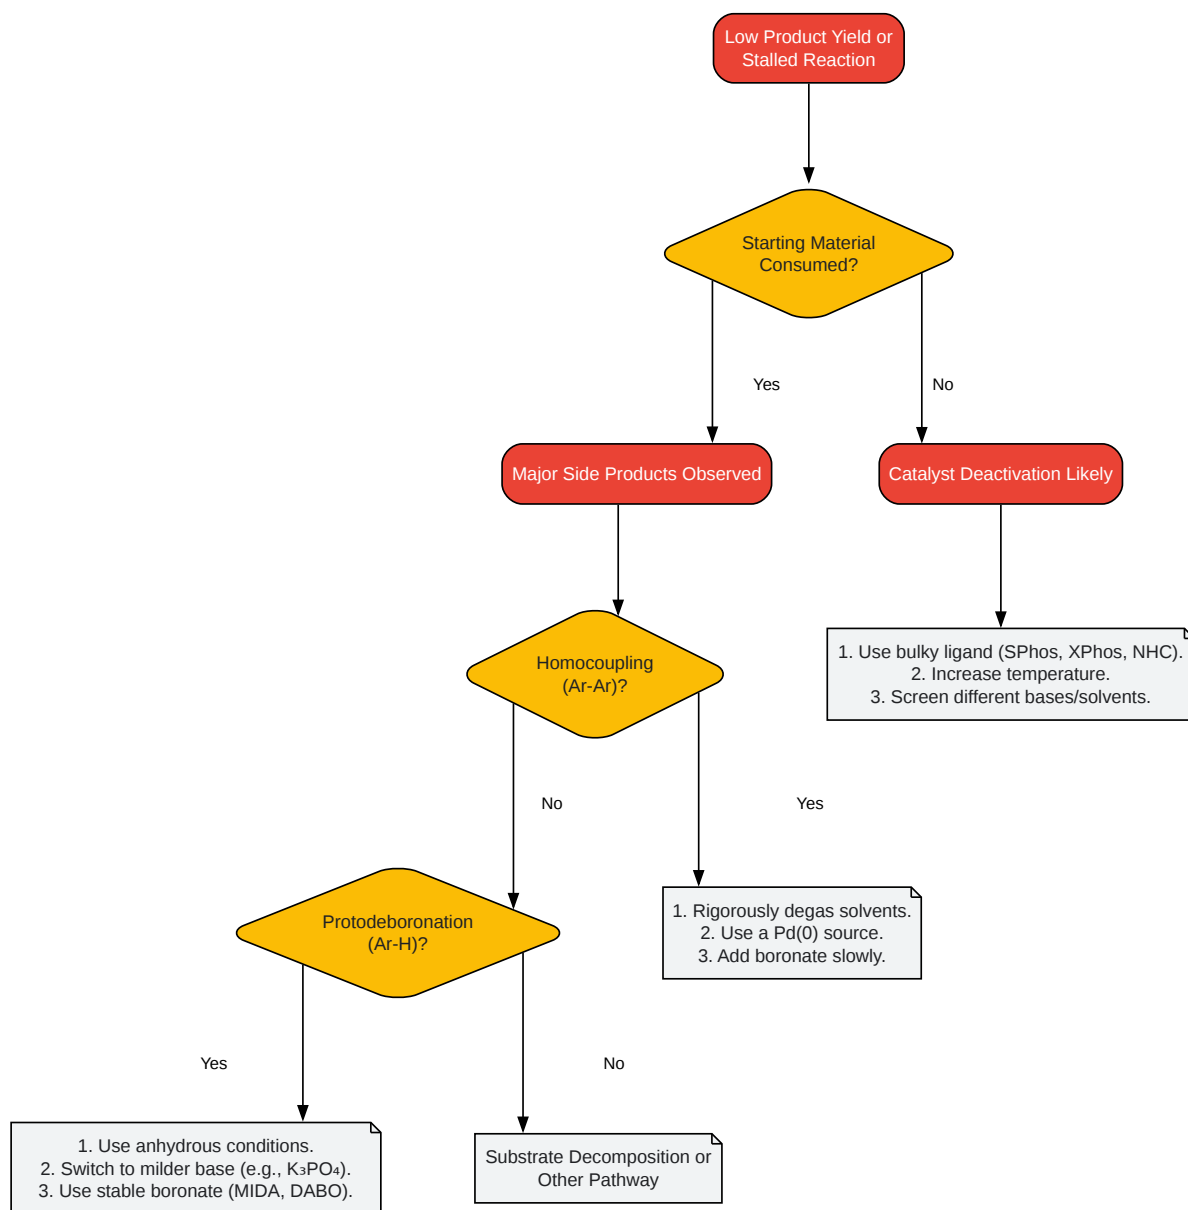 Low Product Yield or
Stalled Reaction
Starting Material
Consumed?
Yes
No
Major Side Products Observed
Catalyst Deactivation Likely
Homocoupling
(Ar-Ar)?
1. Use bulky ligand (SPhos, XPhos, NHC).
2. Increase temperature.
3. Screen different bases/solvents.
No
Yes
Protodeboronation
(Ar-H)?
1. Rigorously degas solvents.
2. Use a Pd(0) source.
3. Add boronate slowly.
Yes
No
1. Use anhydrous conditions.
2. Switch to milder base (e.g., K₃PO₄).
3. Use stable boronate (MIDA, DABO).
Substrate Decomposition or
Other Pathway